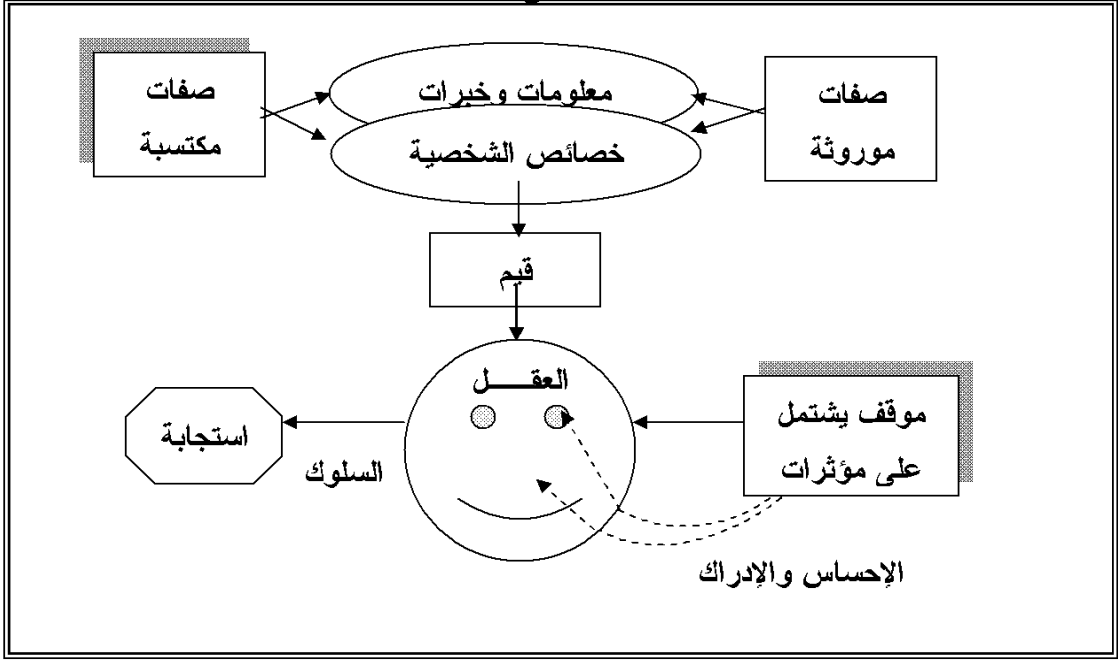 صفات
موروثة
معلومات وخبرات
خصائص الشخصية
صفات
مكتسبة
قيم
العقـــل
موقف يشتمل
على مؤثرات
استجابة
السلوك
الإحساس والإدراك